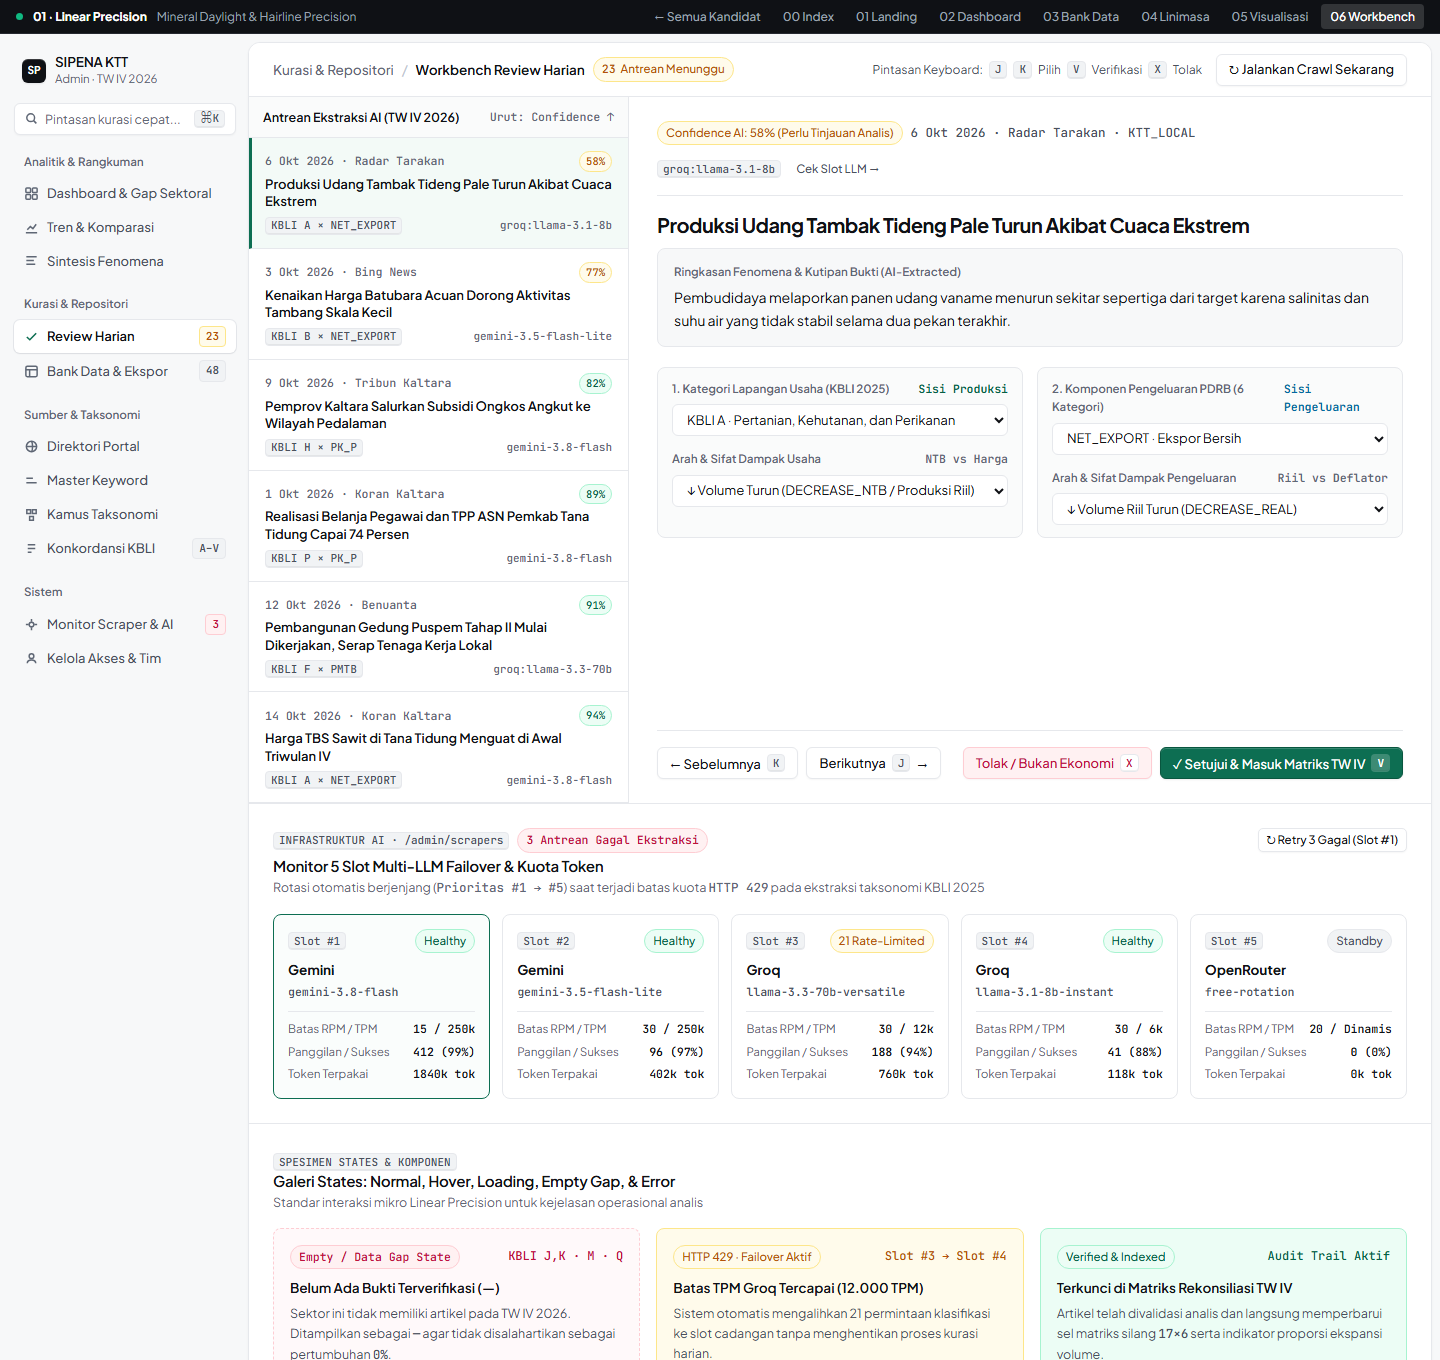 01 · Linear Precision Mineral Daylight & Hairline Precision
← Semua Kandidat 00 Index 01 Landing 02 Dashboard 03 Bank Data 04 Linimasa 05 Visualisasi 06 Workbench
SP
SIPENA KTT
Admin · TW IV 2026
Pintasan kurasi cepat... ⌘K
Analitik & Rangkuman
Dashboard & Gap Sektoral
Tren & Komparasi
Sintesis Fenomena
Kurasi & Repositori
Review Harian 23
Bank Data & Ekspor 48
Sumber & Taksonomi
Direktori Portal
Master Keyword
Kamus Taksonomi
Konkordansi KBLI A-V
Sistem
Monitor Scraper & AI 3
Kelola Akses & Tim
Kurasi & Repositori / Workbench Review Harian 23 Antrean Menunggu
Pintasan Keyboard: J K Pilih V Verifikasi X Tolak ↻ Jalankan Crawl Sekarang
Antrean Ekstraksi AI (TW IV 2026) Urut: Confidence ↑
6 Okt 2026 · Radar Tarakan 58%
Produksi Udang Tambak Tideng Pale Turun Akibat Cuaca
Ekstrem
KBLI A × NET_EXPORT groq:llama-3.1-8b
3 Okt 2026 · Bing News 77%
Kenaikan Harga Batubara Acuan Dorong Aktivitas
Tambang Skala Kecil
KBLI B × NET_EXPORT gemini-3.5-flash-lite
9 Okt 2026 · Tribun Kaltara 82%
Pemprov Kaltara Salurkan Subsidi Ongkos Angkut ke
Wilayah Pedalaman
KBLI H × PK_P gemini-3.8-flash
1 Okt 2026 · Koran Kaltara 89%
Realisasi Belanja Pegawai dan TPP ASN Pemkab Tana
Tidung Capai 74 Persen
KBLI P × PK_P gemini-3.8-flash
12 Okt 2026 · Benuanta 91%
Pembangunan Gedung Puspem Tahap II Mulai
Dikerjakan, Serap Tenaga Kerja Lokal
KBLI F × PMTB groq:llama-3.3-70b
14 Okt 2026 · Koran Kaltara 94%
Harga TBS Sawit di Tana Tidung Menguat di Awal
Triwulan IV
KBLI A × NET_EXPORT gemini-3.8-flash
Confidence AI: 58% (Perlu Tinjauan Analis) 6 Okt 2026 · Radar Tarakan · KTT_LOCAL
groq:llama-3.1-8b Cek Slot LLM →
Produksi Udang Tambak Tideng Pale Turun Akibat Cuaca Ekstrem
Ringkasan Fenomena & Kutipan Bukti (AI-Extracted)
Pembudidaya melaporkan panen udang vaname menurun sekitar sepertiga dari target karena salinitas dan
suhu air yang tidak stabil selama dua pekan terakhir.
1. Kategori Lapangan Usaha (KBLI 2025) Sisi Produksi
KBLI A · Pertanian, Kehutanan, dan Perikanan
Arah & Sifat Dampak Usaha NTB vs Harga
↓ Volume Turun (DECREASE_NTB / Produksi Riil)
2. Komponen Pengeluaran PDRB (6 Sisi
Kategori) Pengeluaran
NET_EXPORT · Ekspor Bersih
Arah & Sifat Dampak Pengeluaran Riil vs Deflator
↓ Volume Riil Turun (DECREASE_REAL)
← Sebelumnya K Berikutnya J → Tolak / Bukan Ekonomi X ✓ Setujui & Masuk Matriks TW IV V
INFRASTRUKTUR AI · /admin/scrapers 3 Antrean Gagal Ekstraksi ↻ Retry 3 Gagal (Slot #1)
Monitor 5 Slot Multi-LLM Failover & Kuota Token
Rotasi otomatis berjenjang (Prioritas #1 → #5) saat terjadi batas kuota HTTP 429 pada ekstraksi taksonomi KBLI 2025
Slot #1 Healthy
Gemini
gemini-3.8-flash
Batas RPM / TPM 15 / 250k
Panggilan / Sukses 412 (99%)
Token Terpakai 1840k tok
Slot #2 Healthy
Gemini
gemini-3.5-flash-lite
Batas RPM / TPM 30 / 250k
Panggilan / Sukses 96 (97%)
Token Terpakai 402k tok
Slot #3 21 Rate-Limited
Groq
llama-3.3-70b-versatile
Batas RPM / TPM 30 / 12k
Panggilan / Sukses 188 (94%)
Token Terpakai 760k tok
Slot #4 Healthy
Groq
llama-3.1-8b-instant
Batas RPM / TPM 30 / 6k
Panggilan / Sukses 41 (88%)
Token Terpakai 118k tok
Slot #5 Standby
OpenRouter
free-rotation
Batas RPM / TPM 20 / Dinamis
Panggilan / Sukses 0 (0%)
Token Terpakai 0k tok
SPESIMEN STATES & KOMPONEN
Galeri States: Normal, Hover, Loading, Empty Gap, & Error
Standar interaksi mikro Linear Precision untuk kejelasan operasional analis
Empty / Data Gap State KBLI J,K · M · Q
Belum Ada Bukti Terverifikasi (—)
Sektor ini tidak memiliki artikel pada TW IV 2026.
Ditampilkan sebagai — agar tidak disalahartikan sebagai
pertumbuhan 0%.
HTTP 429 · Failover Aktif Slot #3 → Slot #4
Batas TPM Groq Tercapai (12.000 TPM)
Sistem otomatis mengalihkan 21 permintaan klasifikasi
ke slot cadangan tanpa menghentikan proses kurasi
harian.
Verified & Indexed Audit Trail Aktif
Terkunci di Matriks Rekonsiliasi TW IV
Artikel telah divalidasi analis dan langsung memperbarui
sel matriks silang 17×6 serta indikator proporsi ekspansi
volume.